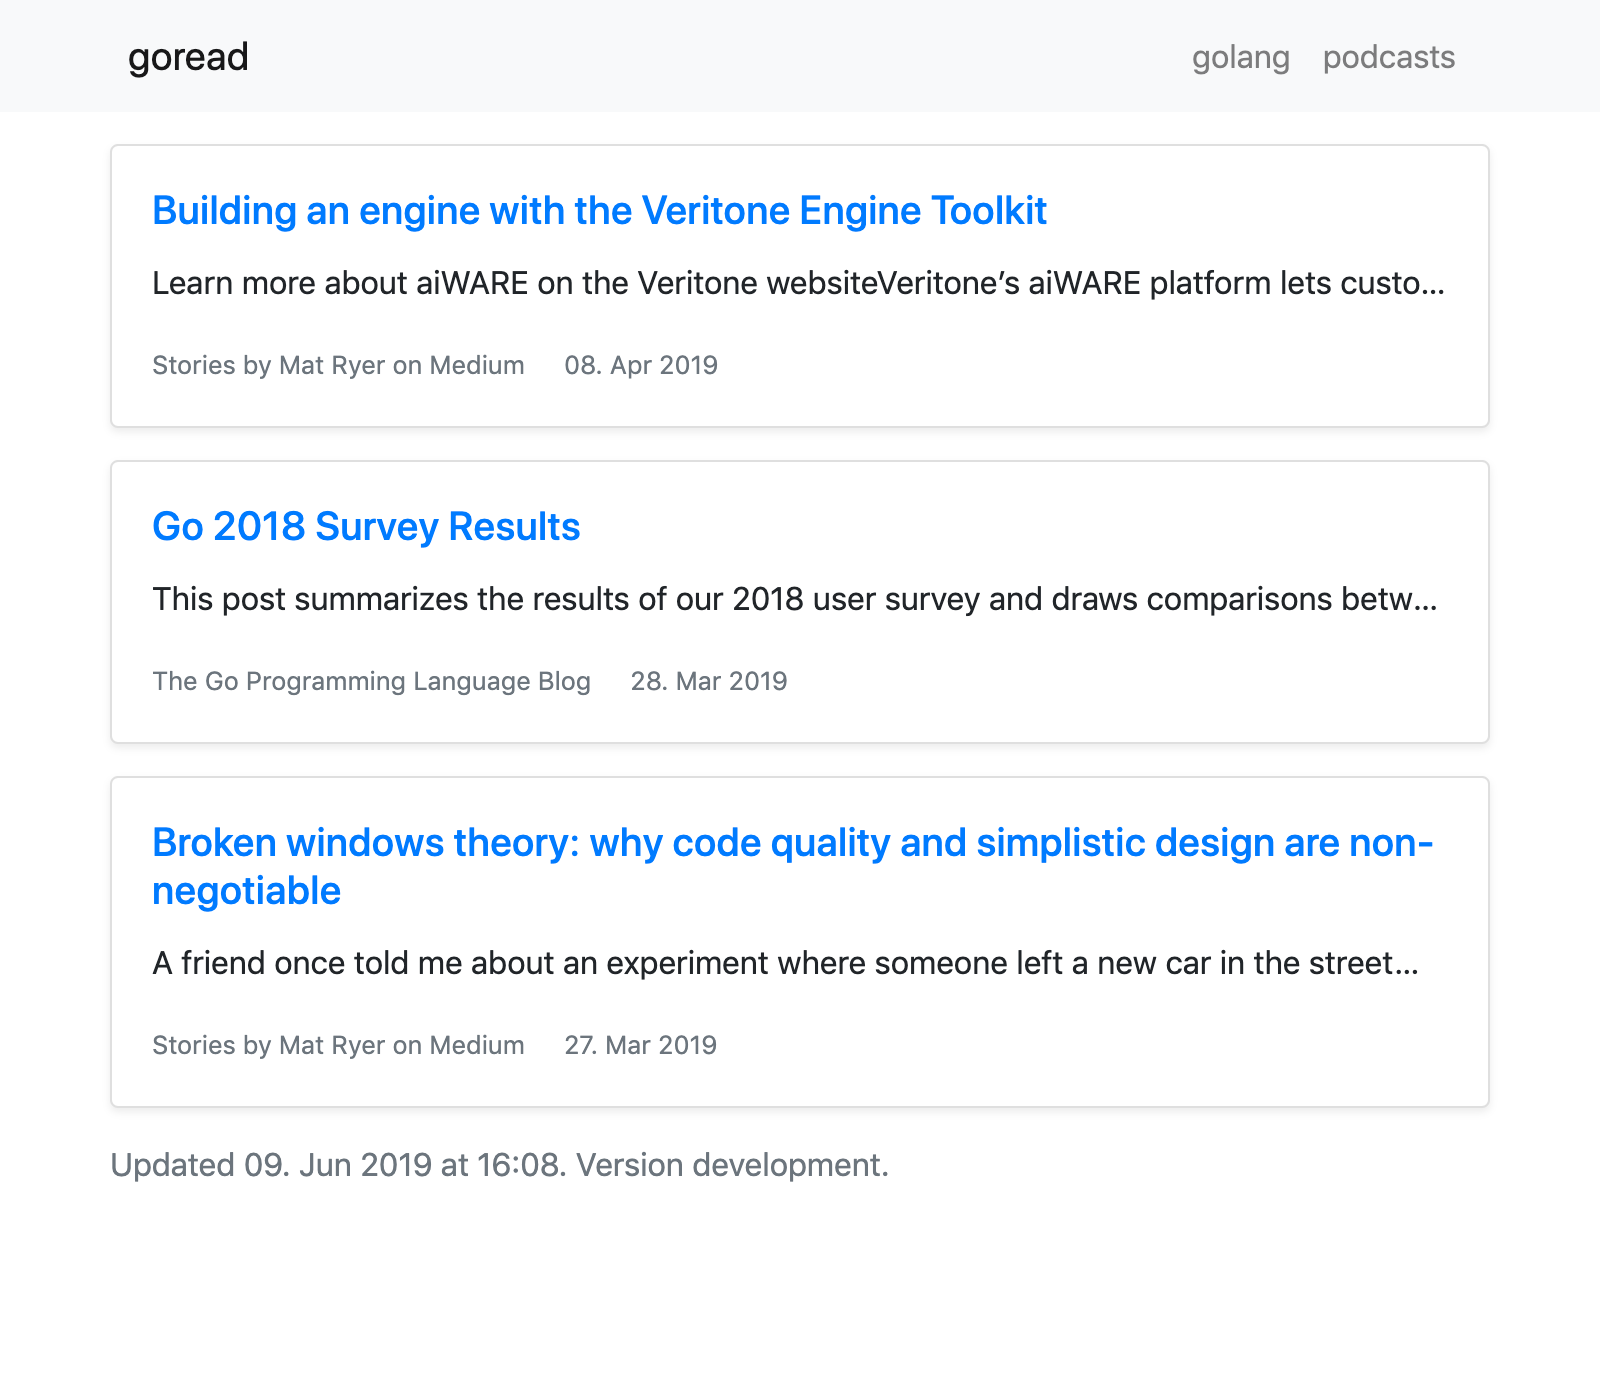 goread
golang podcasts
Building an engine with the Veritone Engine Toolkit
Learn more about aiWARE on the Veritone websiteVeritone’s aiWARE platform lets custo...
Stories by Mat Ryer on Medium 08. Apr 2019
Go 2018 Survey Results
This post summarizes the results of our 2018 user survey and draws comparisons betw...
The Go Programming Language Blog 28. Mar 2019
Broken windows theory: why code quality and simplistic design are non-
negotiable
A friend once told me about an experiment where someone left a new car in the street...
Stories by Mat Ryer on Medium 27. Mar 2019
Updated 09. Jun 2019 at 16:08. Version development.